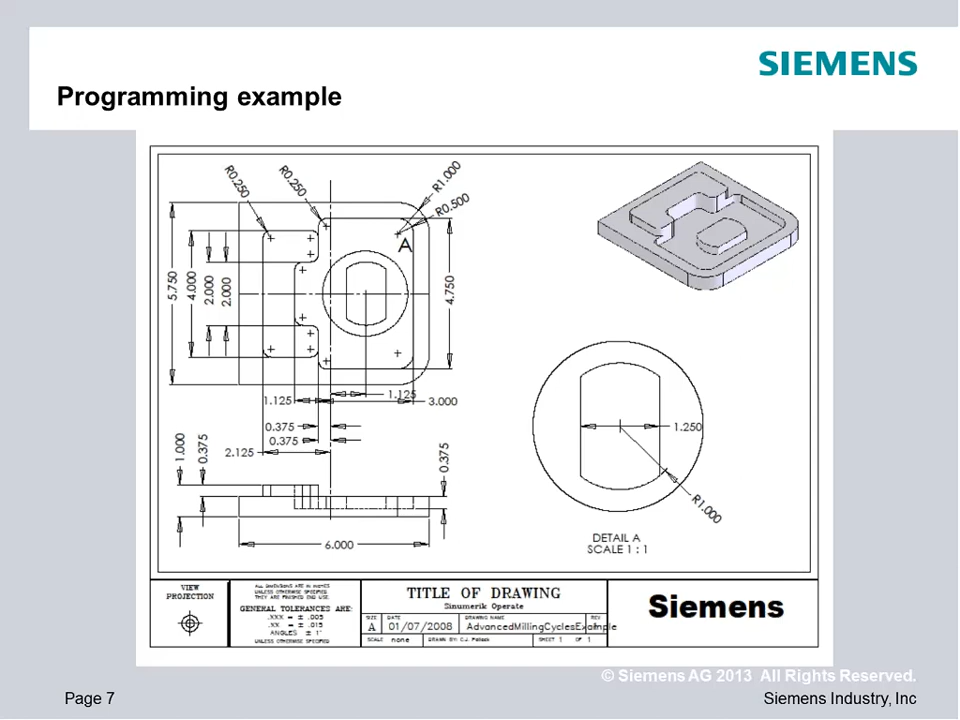 SIEMENS
Programming example
R0.250
R0.250
R1.000
R0.500
A
5.750
4.000
2.000
2.000
4.750
1.125
1.125
3.000
0.375
0.375
2.125
1.000
0.375
0.375
6.000
1.250
R1.000
DETAIL A
SCALE 1 : 1
VIEW
PROJECTION
ALL DIMENSIONS ARE IN INCHES
UNLESS OTHERWISE SPECIFIED
THEY ARE FINISHED END USE.
GENERAL TOLERANCES ARE:
.XXX = ± .005
.XX = ± .015
ANGLES ± 1°
UNLESS OTHERWISE SPECIFIED
TITLE OF DRAWING
Sinumerik Operate
SIZE DATE DRAWING NAME REV
A 01/07/2008 AdvancedMillingCyclesExample
SCALE none DRAWN BY: C.J. SHEET 1 OF 1
Siemens
© Siemens AG 2013 All Rights Reserved.
Page 7
Siemens Industry, Inc